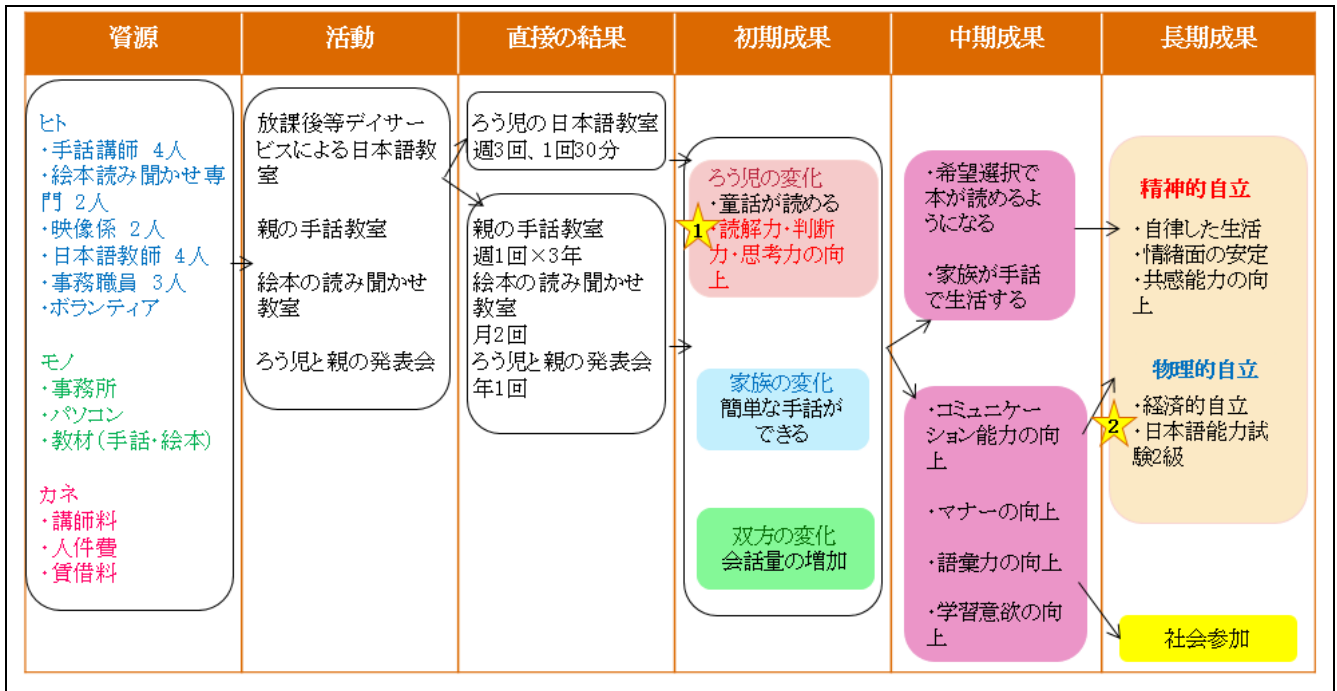 資源
活動
直接の結果
初期成果
中期成果
長期成果
ヒト
・手話講師 4人
・絵本読み聞かせ専
門 2人
・映像係 2人
・日本語教師 4人
・事務職員 3人
・ボランティア
モノ
・事務所
・パソコン
・教材(手話・絵本)
カネ
・講師料
・人件費
・賃借料
放課後等デイサー
ビスによる日本語教
室
親の手話教室
絵本の読み聞かせ
教室
ろう児と親の発表会
ろう児の日本語教室
週3回、1回30分
親の手話教室
週1回×3年
絵本の読み聞かせ
教室
月2回
ろう児と親の発表会
年1回
ろう児の変化
・童話が読める
1
・読解力・判断
力・思考力の向
上
家族の変化
簡単な手話が
できる
双方の変化
会話量の増加
・希望選択で
本が読めるよ
うになる
・家族が手話
で生活する
・コミュニケー
ション能力の向
上
・マナーの向上
・語彙力の向上
・学習意欲の向
上
精神的自立
・自律した生活
・情緒面の安定
・共感能力の向
上
物理的自立
・経済的自立
2
・日本語能力試
験2級
社会参加